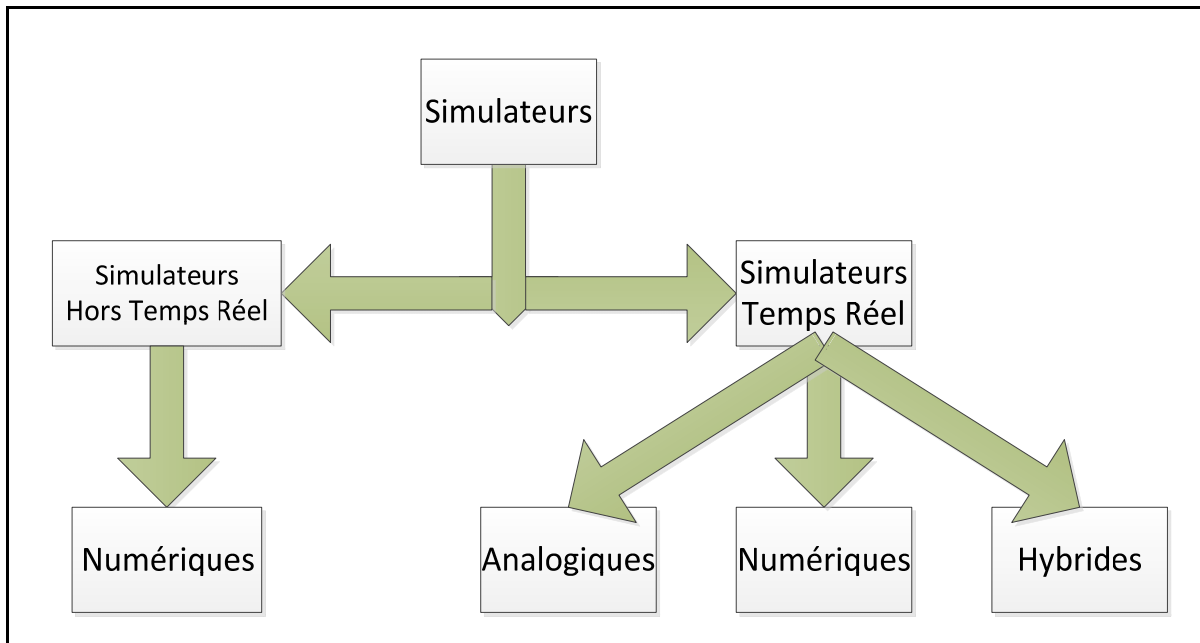 Simulateurs
Simulateurs
Hors Temps Réel
Simulateurs
Temps Réel
Numériques
Analogiques
Numériques
Hybrides